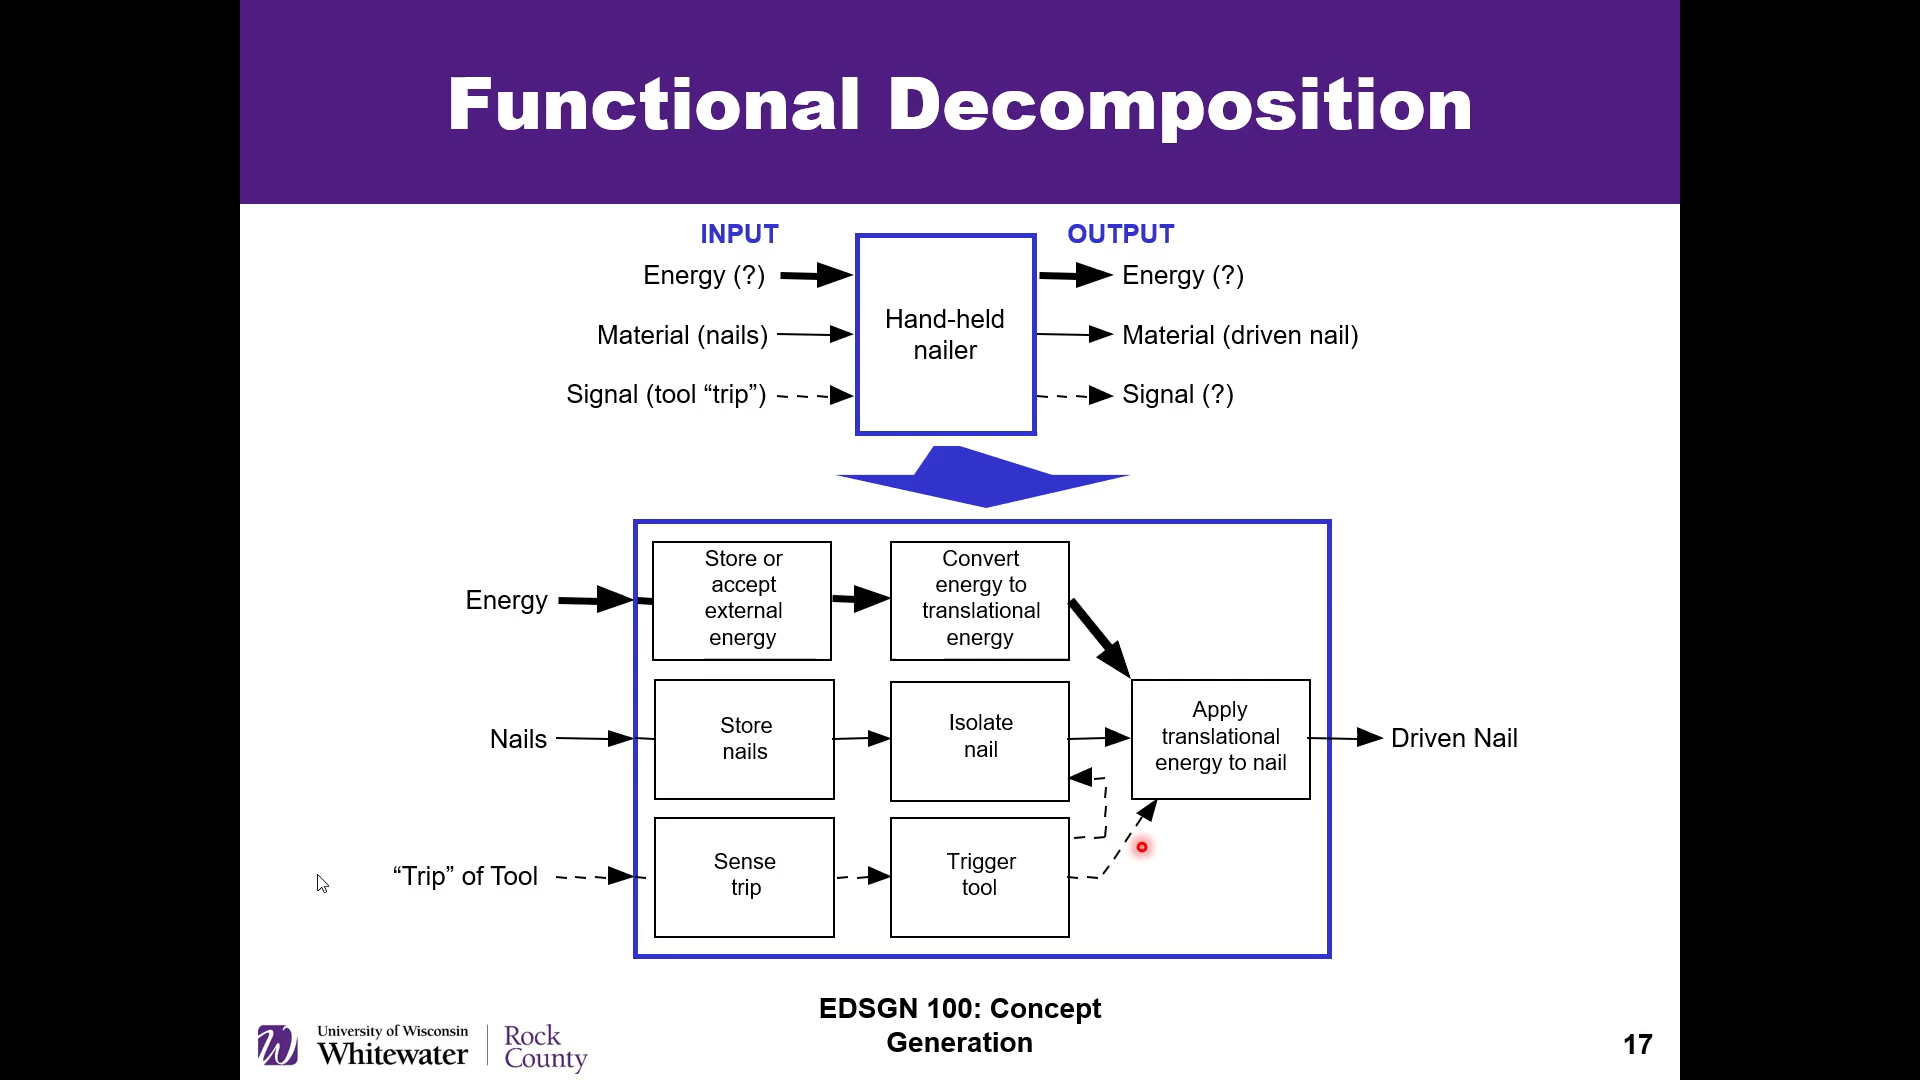 Functional Decomposition
INPUT
OUTPUT
Energy (?)
Energy (?)
Material (nails)
Hand-held
nailer
Material (driven nail)
Signal (tool “trip”)
Signal (?)
Energy
Store or
accept
external
energy
Convert
energy to
translational
energy
Nails
Store
nails
Isolate
nail
Apply
translational
energy to nail
Driven Nail
“Trip” of Tool
Sense
trip
Trigger
tool
EDSGN 100: Concept
Generation
W
University of Wisconsin
Whitewater
Rock
County
17